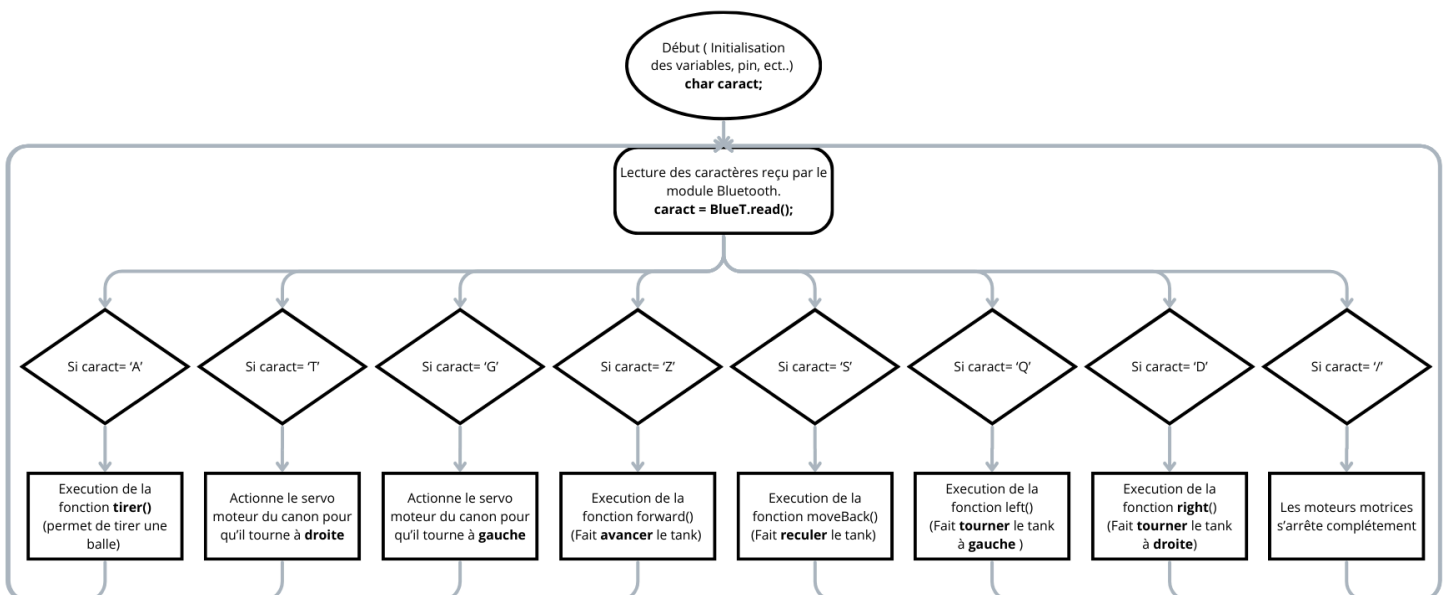 Début ( Initialisation
des variables, pin, ect..)
char caract;
Lecture des caractères reçu par le
module Bluetooth.
caract = BlueT.read();
Si caract= ‘A’
Si caract= ‘T’
Si caract= ‘G’
Si caract= ‘Z’
Si caract= ‘S’
Si caract= ‘Q’
Si caract= ‘D’
Si caract= ‘/’
Execution de la
fonction tirer()
(permet de tirer une
balle)
Actionne le servo
moteur du canon pour
qu’il tourne à droite
Actionne le servo
moteur du canon pour
qu’il tourne à gauche
Execution de la
fonction forward()
(Fait avancer le tank)
Execution de la
fonction moveBack()
(Fait reculer le tank)
Execution de la
fonction left()
(Fait tourner le tank
à gauche )
Execution de la
fonction right()
(Fait tourner le tank
à droite)
Les moteurs motrices
s’arrête complétement